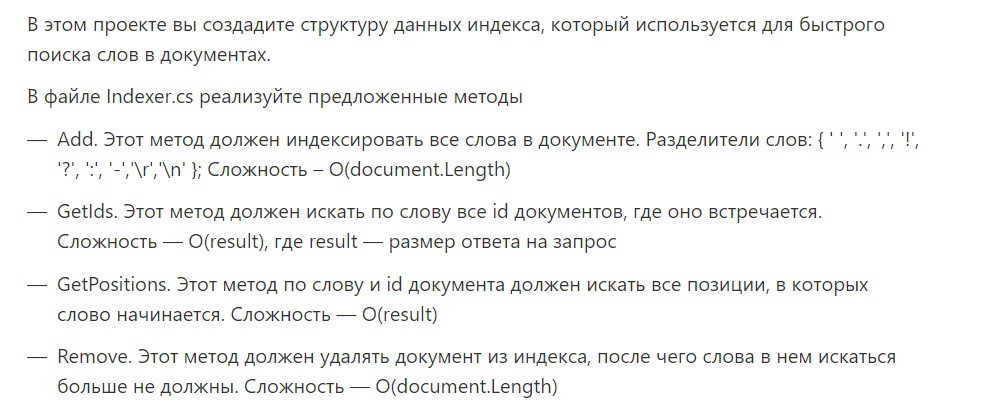 В этом проекте вы создадите структуру данных индекса, который используется для быстрого
поиска слов в документах.
В файле Indexer.cs реализуйте предложенные методы
— Add. Этот метод должен индексировать все слова в документе. Разделители слов: { ' ', '.', ',', '!',
'?', ':', '-','\r','\n' }; Сложность – O(document.Length)
— GetIds. Этот метод должен искать по слову все id документов, где оно встречается.
Сложность — O(result), где result — размер ответа на запрос
— GetPositions. Этот метод по слову и id документа должен искать все позиции, в которых
слово начинается. Сложность — O(result)
— Remove. Этот метод должен удалять документ из индекса, после чего слова в нем искаться
больше не должны. Сложность — O(document.Length)